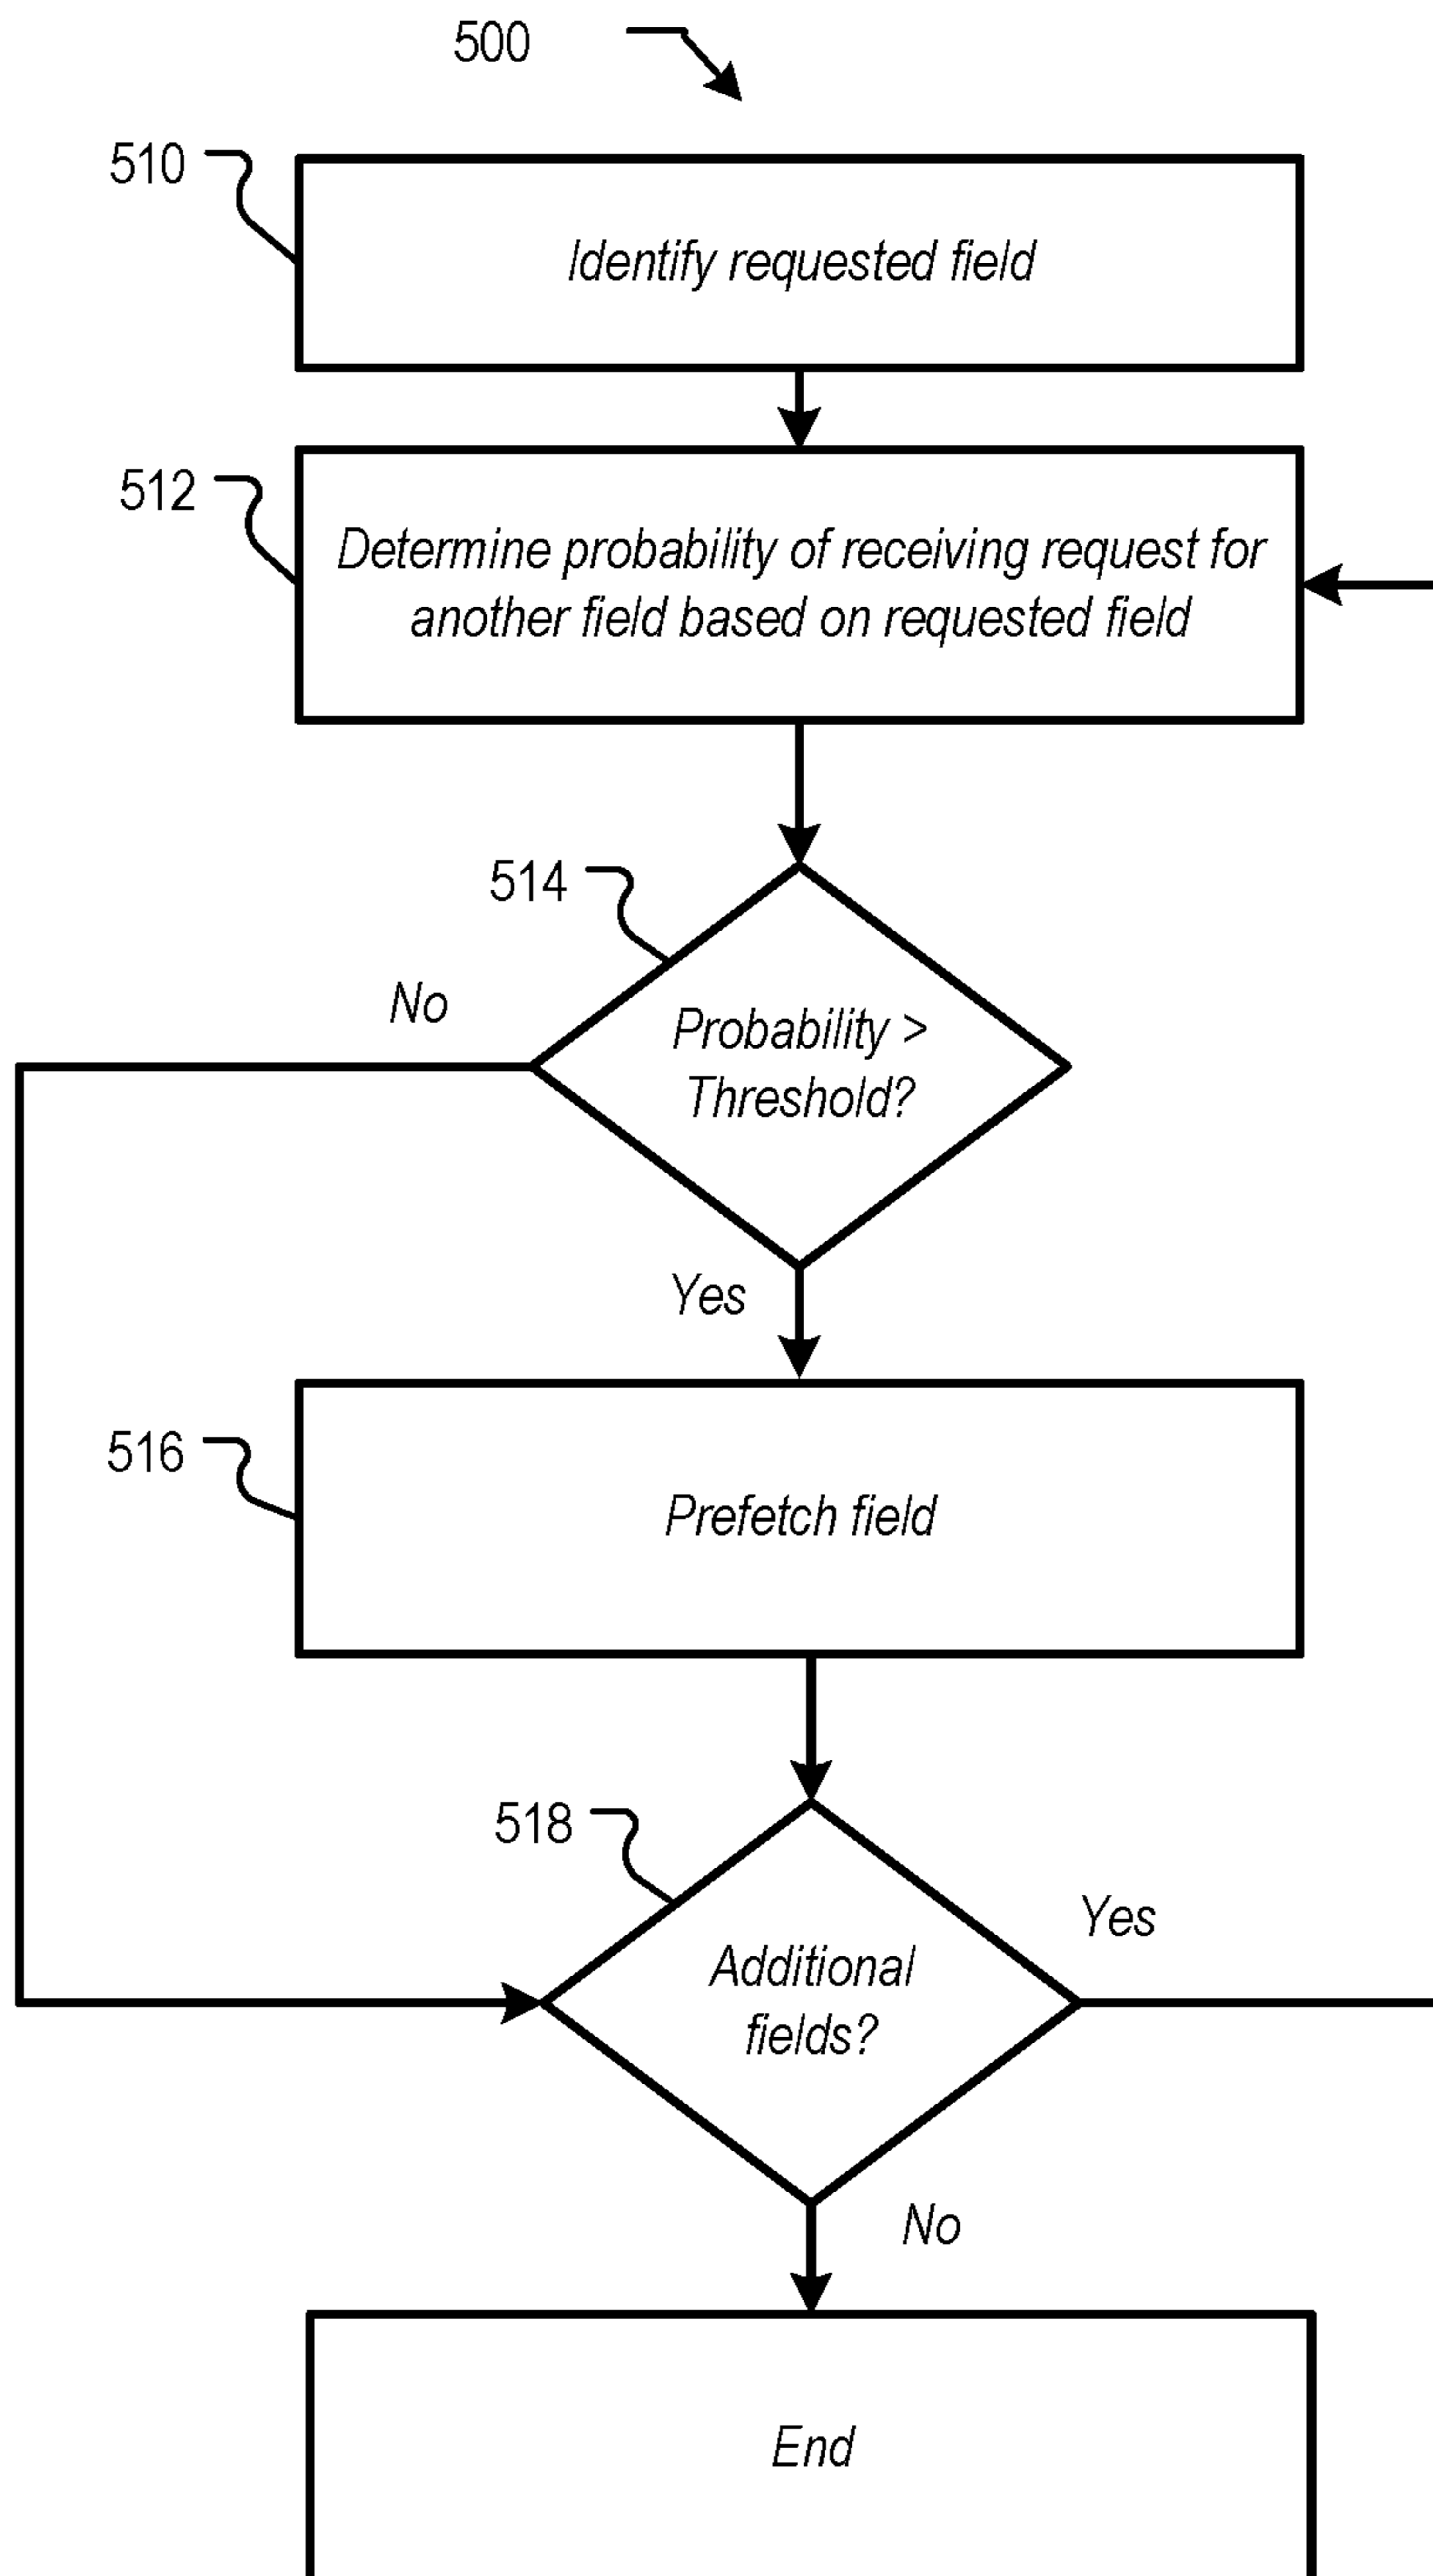 500
510
Identify requested field
512
Determine probability of receiving request for
another field based on requested field
514
No
Probability >
Threshold?
Yes
516
Prefetch field
518
Yes
Additional
fields?
No
End